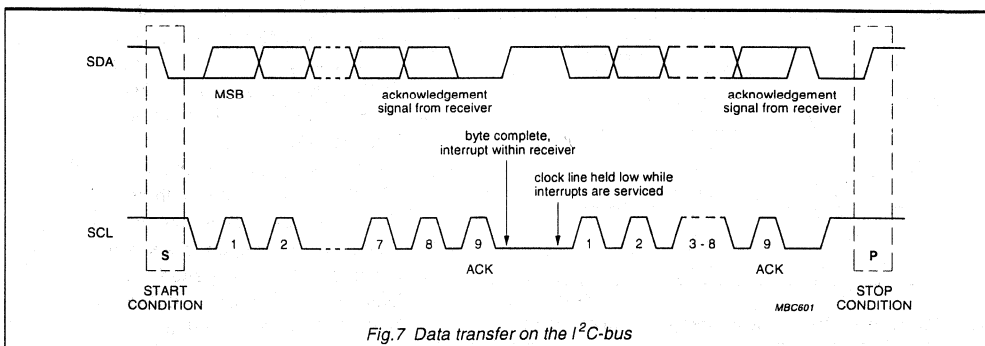 SDA
MSB
acknowledgement
signal from receiver
acknowledgement
signal from receiver
byte complete,
interrupt within receiver
clock line held low while
interrupts are serviced
SCL
S
1
2
7
8
9
1
2
3 - 8
9
P
ACK
ACK
START
CONDITION
STOP
CONDITION
MBC601
Fig.7 Data transfer on the I²C-bus